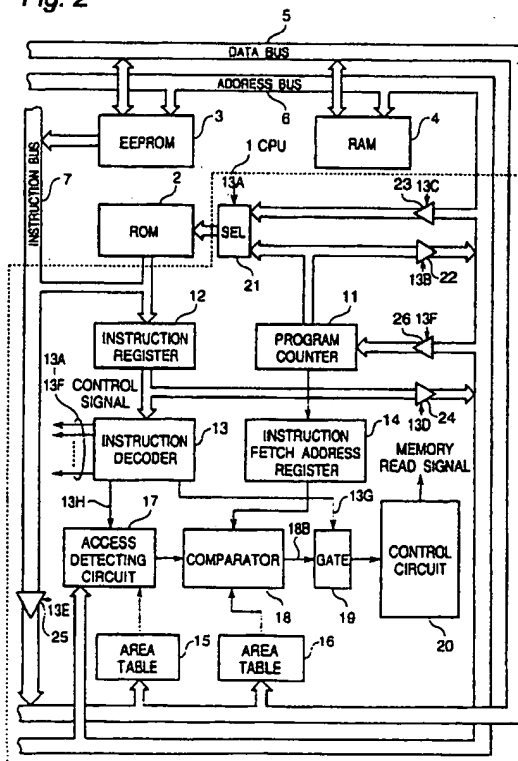 Fig. 2
5
DATA BUS
ADDRESS BUS
6
3
EEPROM
4
RAM
INSTRUCTION BUS
7
1 CPU
13A
2
ROM
SEL
21
23
13C
13B
22
12
INSTRUCTION
REGISTER
11
PROGRAM
COUNTER
26
13F
24
13D
13A
13F
CONTROL
SIGNAL
13
INSTRUCTION
DECODER
14
INSTRUCTION
FETCH ADDRESS
REGISTER
MEMORY
READ SIGNAL
13H
17
13G
ACCESS
DETECTING
CIRCUIT
COMPARATOR
18
18B
GATE
19
CONTROL
CIRCUIT
20
13E
25
AREA
TABLE
15
AREA
TABLE
16